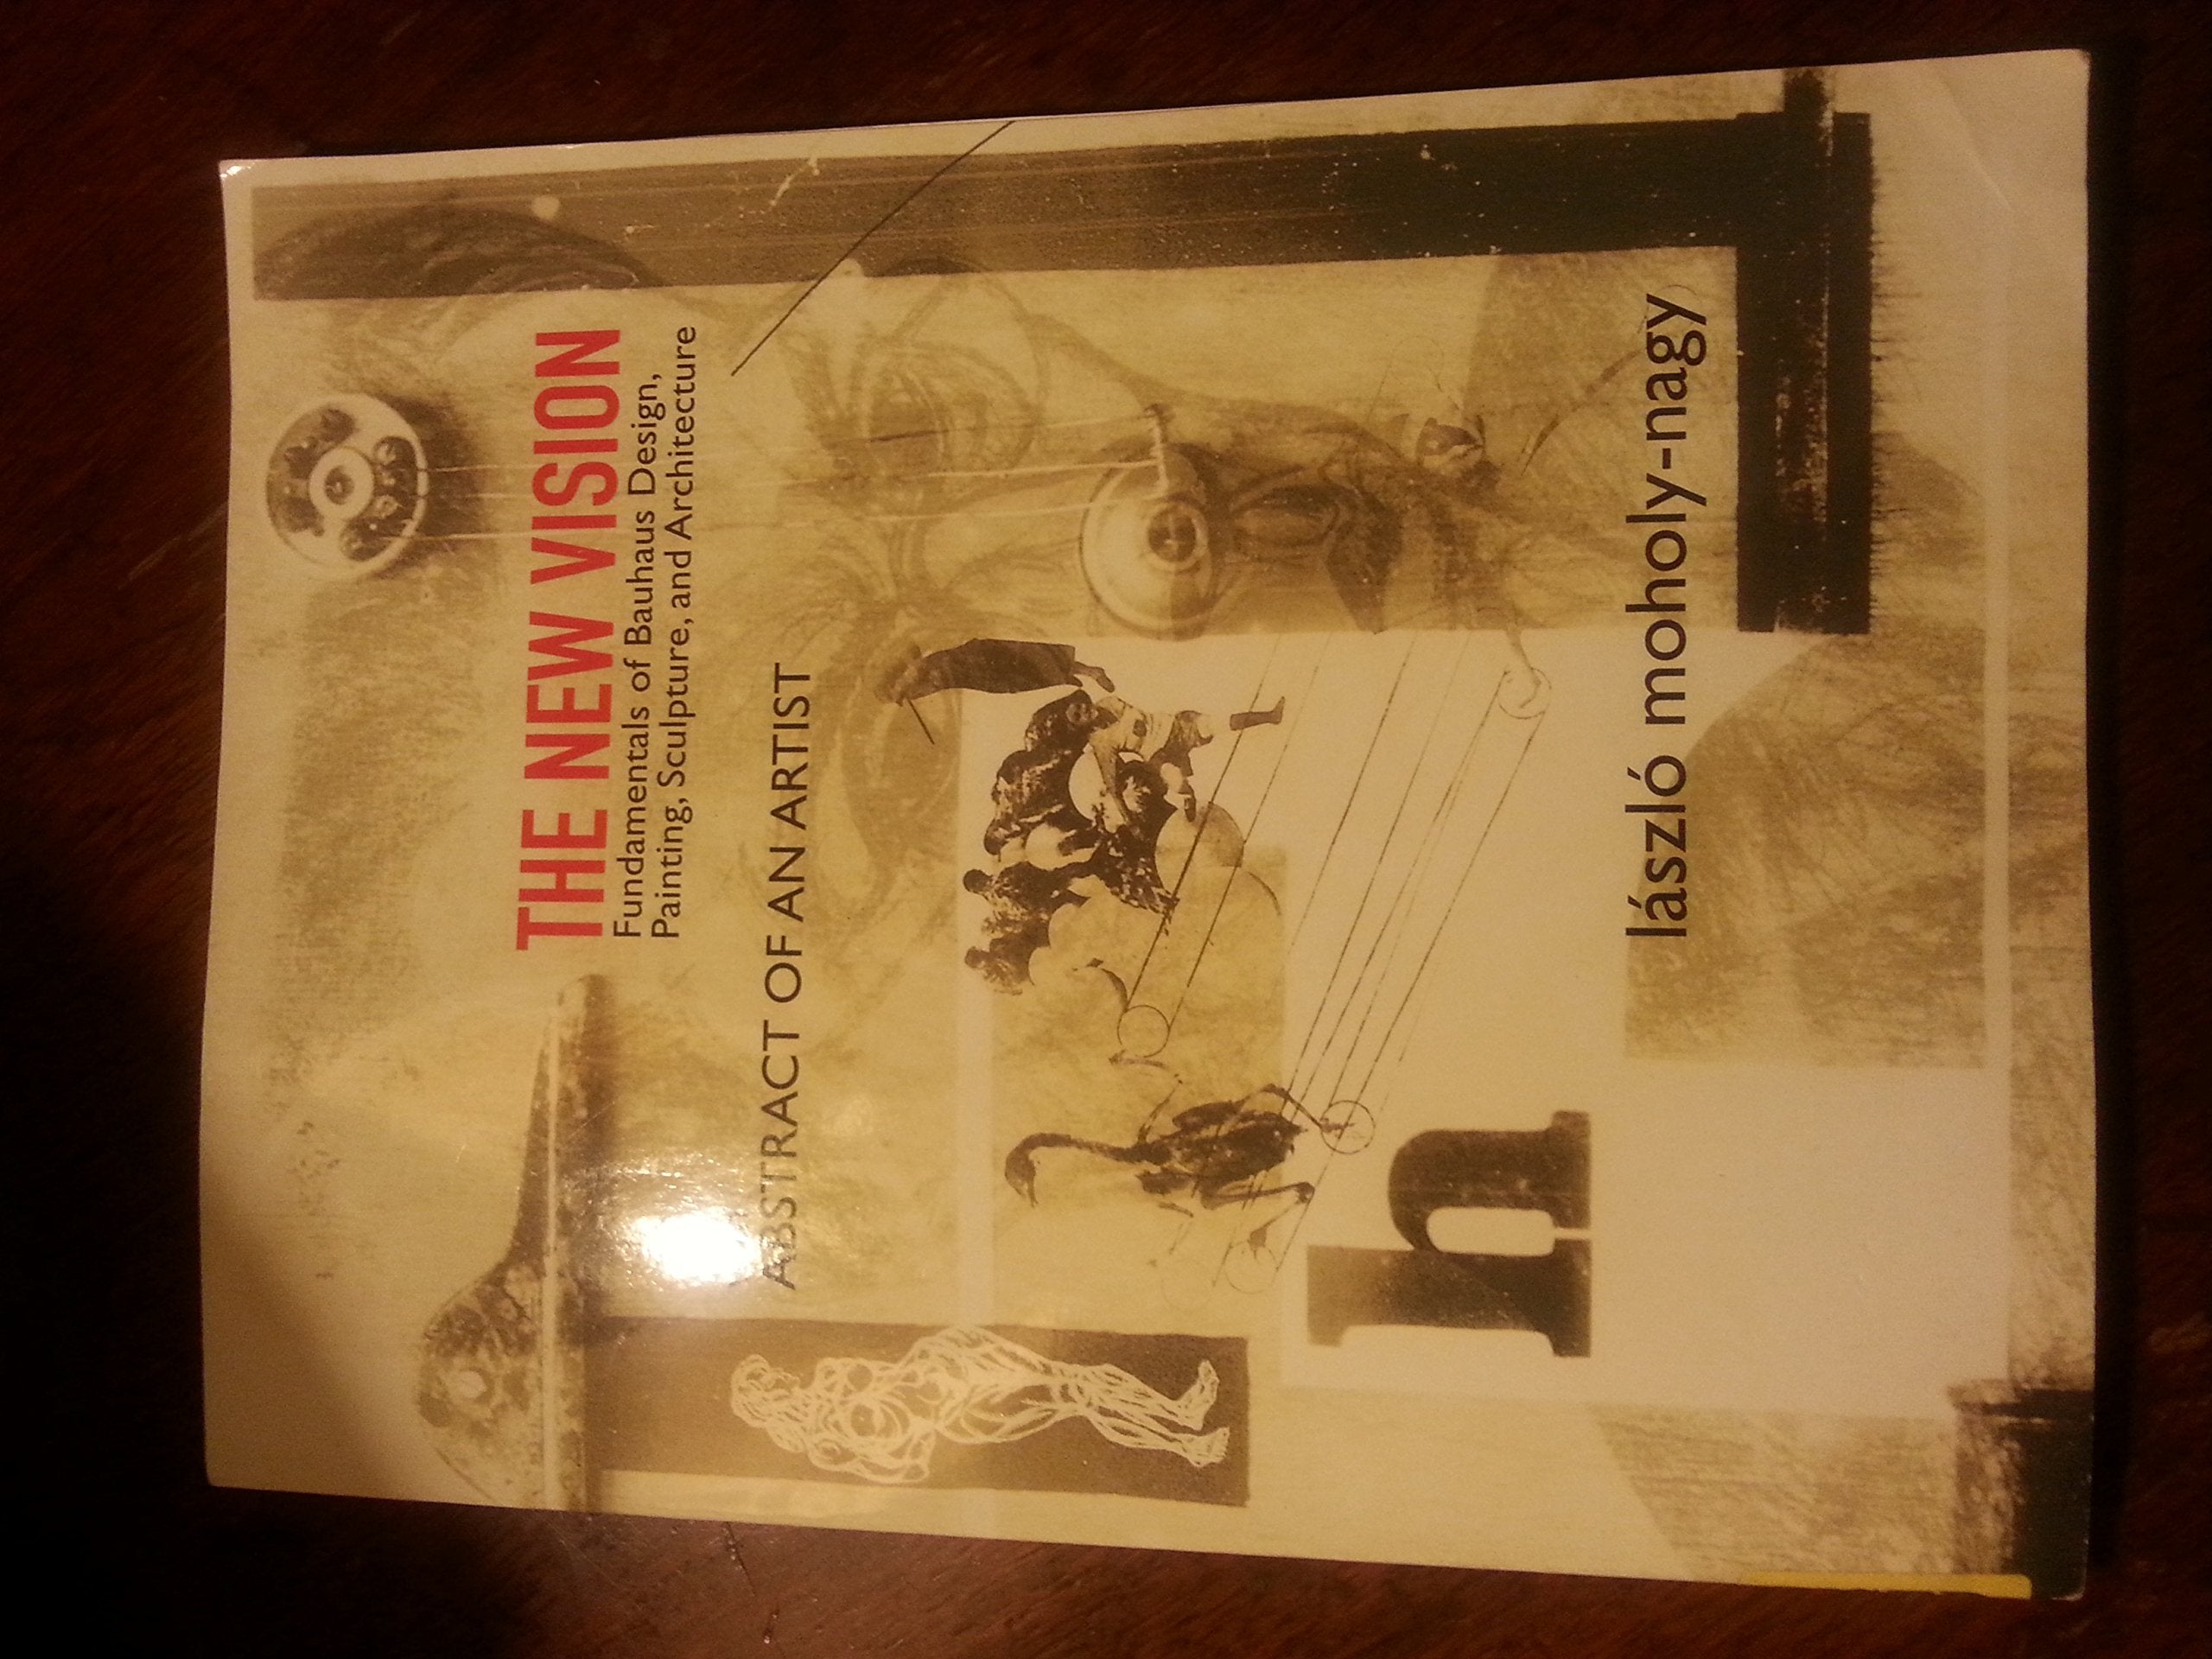 THE NEW VISION
Fundamentals of Bauhaus Design,
Painting, Sculpture, and Architecture
ABSTRACT OF AN ARTIST
h
lászló moholy-nagy